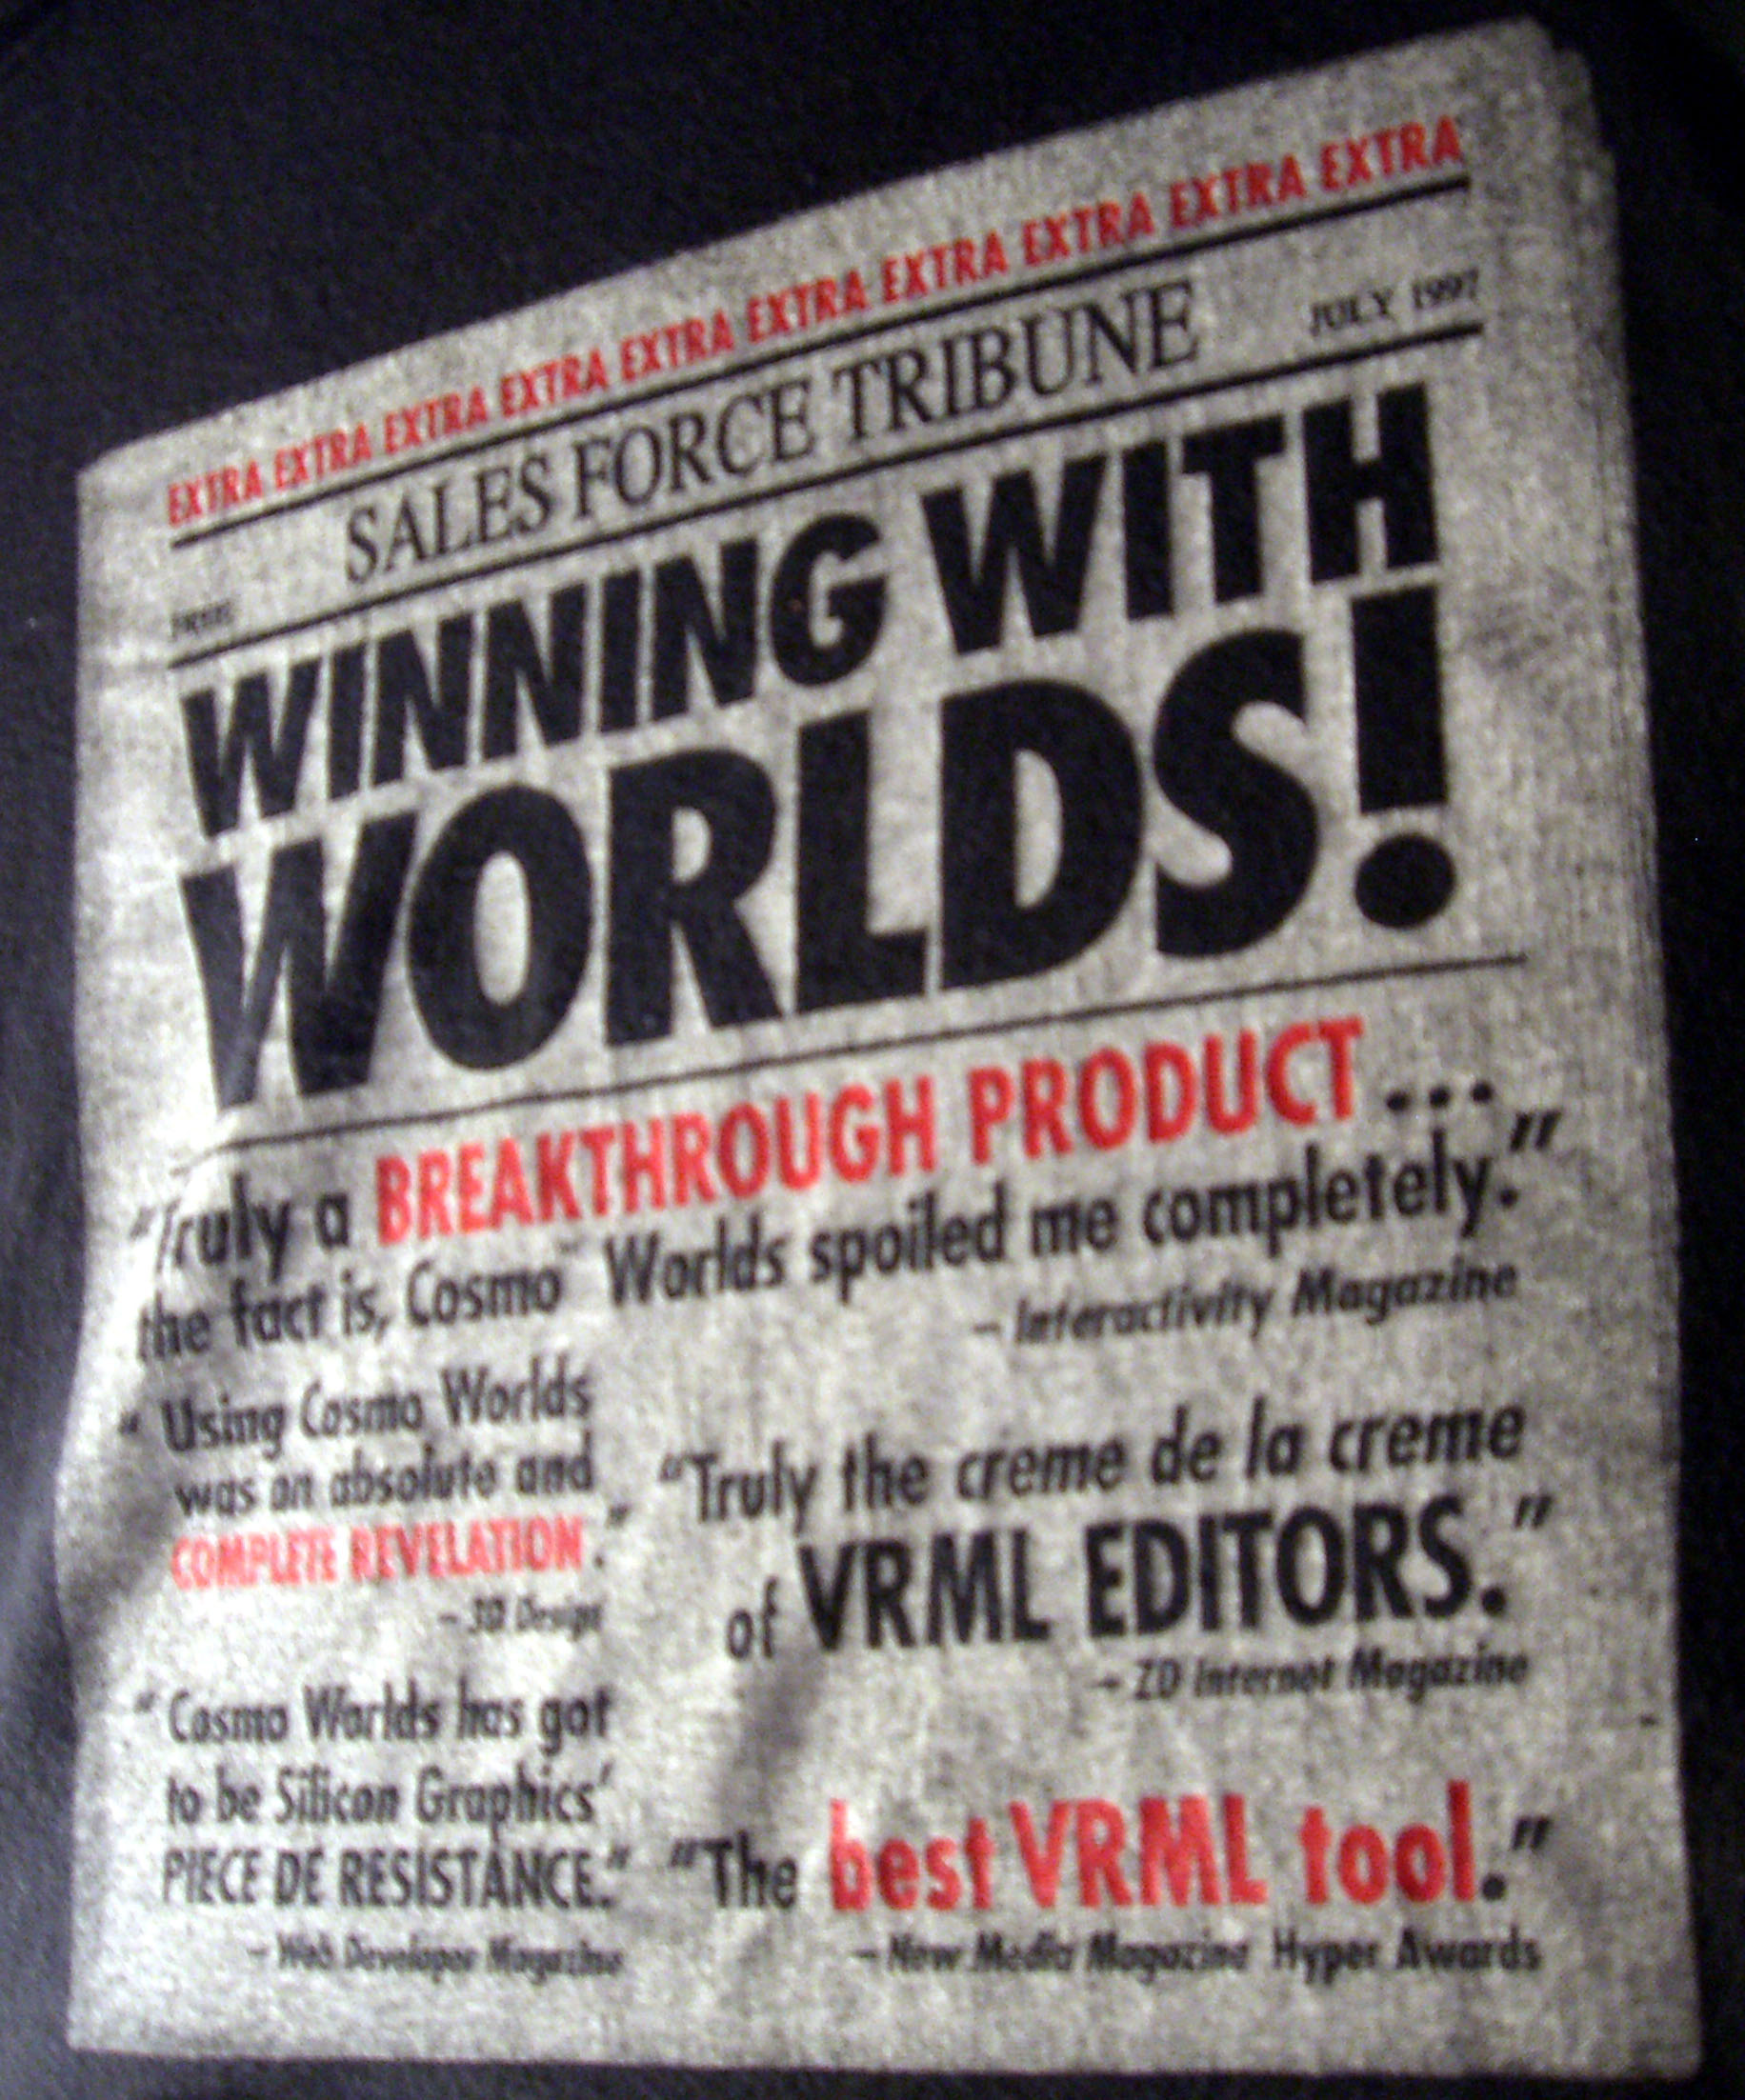 EXTRA EXTRA EXTRA EXTRA EXTRA EXTRA EXTRA EXTRA EXTRA EXTRA
SALES FORCE TRIBUNE
JULY 1997
WINNING WITH
WORLDS!
"Truly a BREAKTHROUGH PRODUCT...
the fact is, Cosmo Worlds spoiled me completely."
– Interactivity Magazine
"Using Cosmo Worlds
was an absolute and
COMPLETE REVELATION."
– 3D Design
"Cosmo Worlds has got
to be Silicon Graphics'
PIECE DE RESISTANCE."
– Web Developer Magazine
"Truly the creme de la creme
of VRML EDITORS."
– ZD Internet Magazine
"The best VRML tool."
– New Media Magazine Hyper Awards